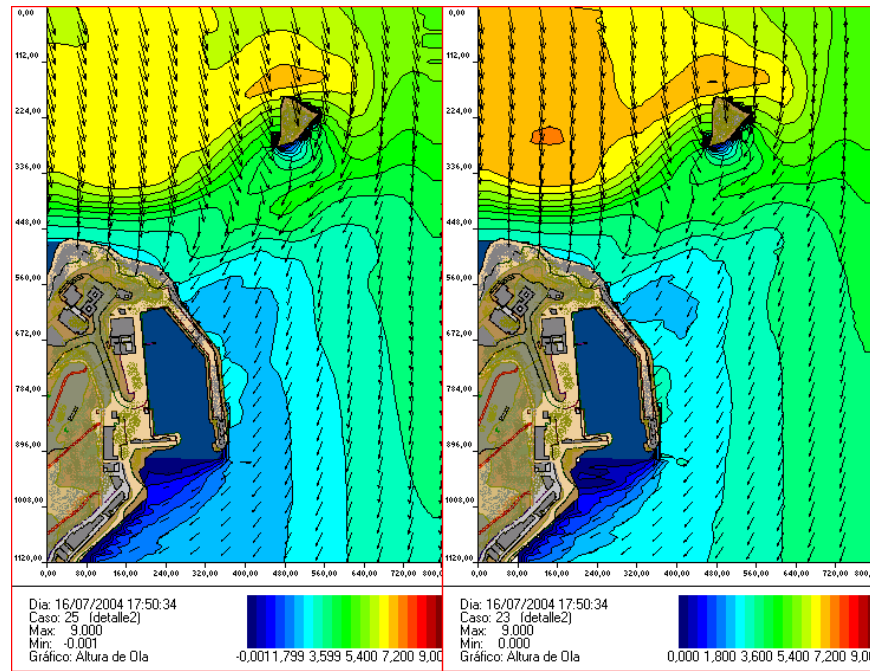 0,00
112,00
224,00
336,00
448,00
560,00
672,00
784,00
896,00
1008,00
1120,00
0,00 80,00 160,00 240,00 320,00 400,00 480,00 560,00 640,00 720,00 800,0
Dia: 16/07/2004 17:50:34
Caso: 25 (detalle2)
Max: 9.000
Min: -0.001
Gráfico: Altura de Ola
-0,001 1,799 3,599 5,400 7,200 9,00
0,00
112,00
224,00
336,00
448,00
560,00
672,00
784,00
896,00
1008,00
1120,00
0,00 80,00 160,00 240,00 320,00 400,00 480,00 560,00 640,00 720,00 800,
Dia: 16/07/2004 17:50:34
Caso: 23 (detalle2)
Max: 9.000
Min: 0.000
Gráfico: Altura de Ola
0,000 1,800 3,600 5,400 7,200 9,00